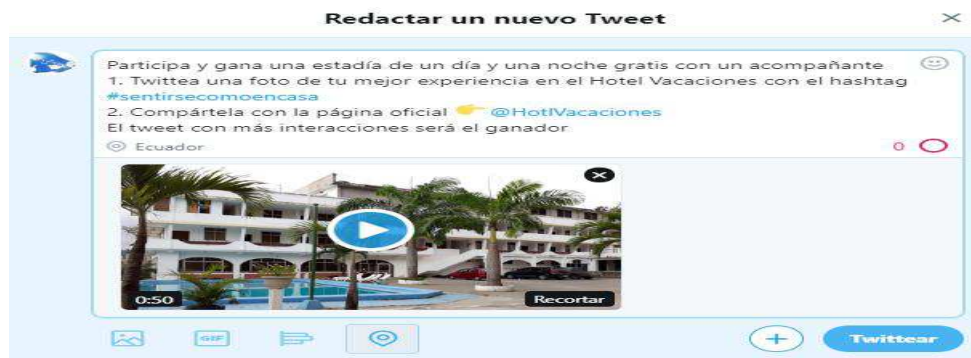 Redactar un nuevo Tweet
Participa y gana una estadía de un día y una noche gratis con un acompañante
1. Twittea una foto de tu mejor experiencia en el Hotel Vacaciones con el hashtag
#sentirsecomoencasa
2. Compártela con la página oficial 👉 @HotlVacaciones
El tweet con más interacciones será el ganador
Ecuador
0
0:50
Recortar
GIF
Twittear